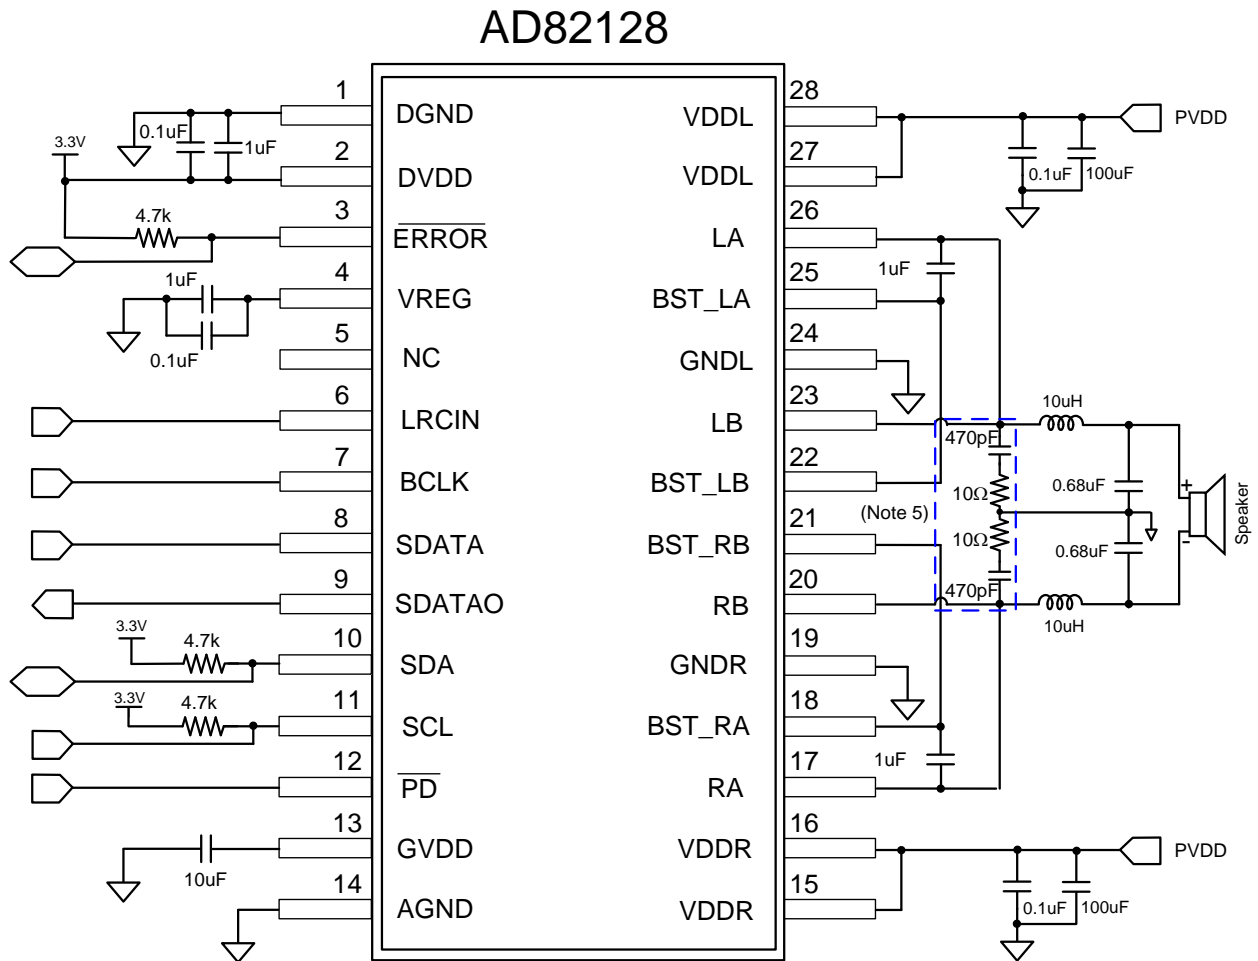 AD82128
1
DGND
0.1uF
1uF
3.3V
2
DVDD
3
4.7k
ERROR
4
1uF
VREG
0.1uF
5
NC
6
LRCIN
7
BCLK
8
SDATA
9
SDATAO
3.3V
4.7k
10
SDA
3.3V
4.7k
11
SCL
12
PD
13
GVDD
10uF
14
AGND
28
VDDL
PVDD
27
VDDL
0.1uF
100uF
26
LA
1uF
25
BST_LA
24
GNDL
23
LB
10uH
470pF
22
BST_LB
10Ω
0.68uF
+
(Note 5)
Speaker
21
BST_RB
10Ω
0.68uF
-
20
RB
470pF
10uH
19
GNDR
18
BST_RA
1uF
17
RA
16
VDDR
PVDD
15
VDDR
0.1uF
100uF